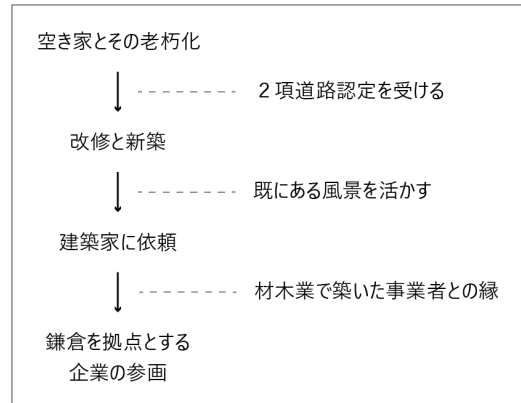 空き家とその老朽化
２項道路認定を受ける
改修と新築
既にある風景を活かす
建築家に依頼
材木業で築いた事業者との縁
鎌倉を拠点とする
企業の参画